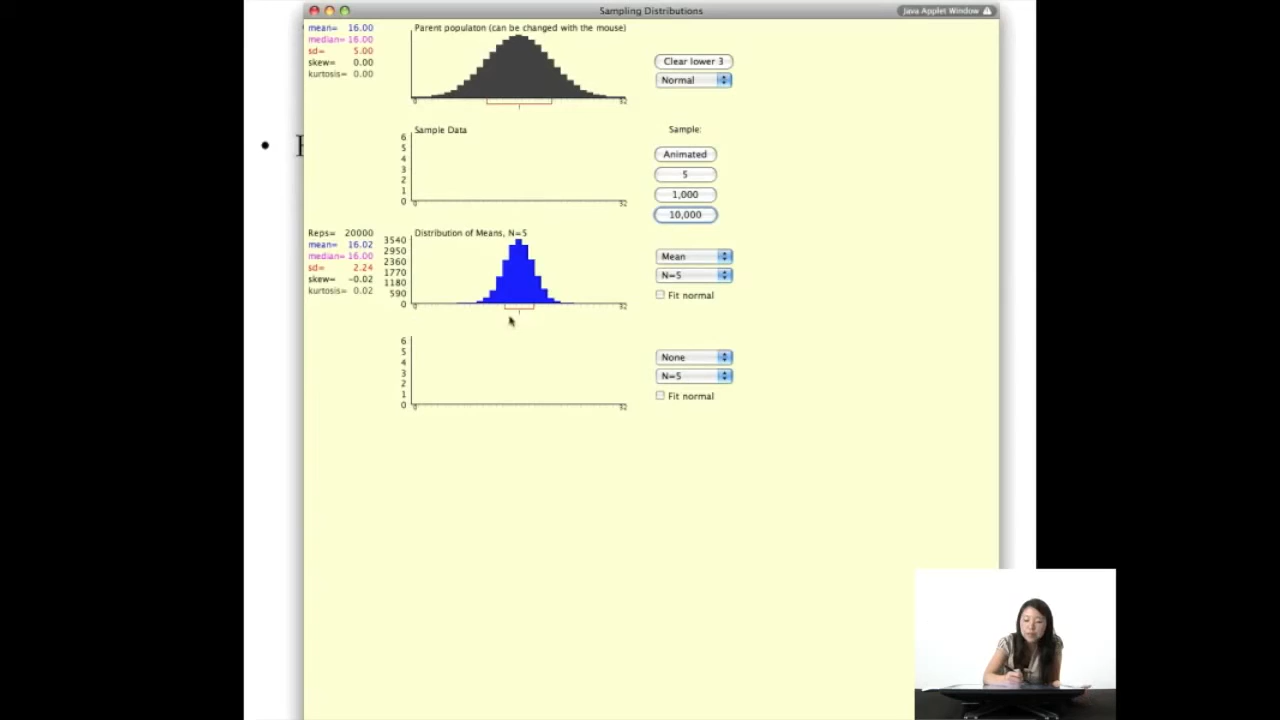 Sampling Distributions
Java Applet Window
mean= 16.00
median= 16.00
sd= 5.00
skew= 0.00
kurtosis= 0.00
Parent populaton (can be changed with the mouse)
0 32
Clear lower 3
Normal
Sample Data
6
5
4
3
2
1
0
0 32
Sample:
Animated
5
1,000
10,000
Reps= 20000
mean= 16.02
median= 16.00
sd= 2.24
skew= -0.02
kurtosis= 0.02
Distribution of Means, N=5
3540
2950
2360
1770
1180
590
0
0 32
Mean
N=5
Fit normal
6
5
4
3
2
1
0
0 32
None
N=5
Fit normal